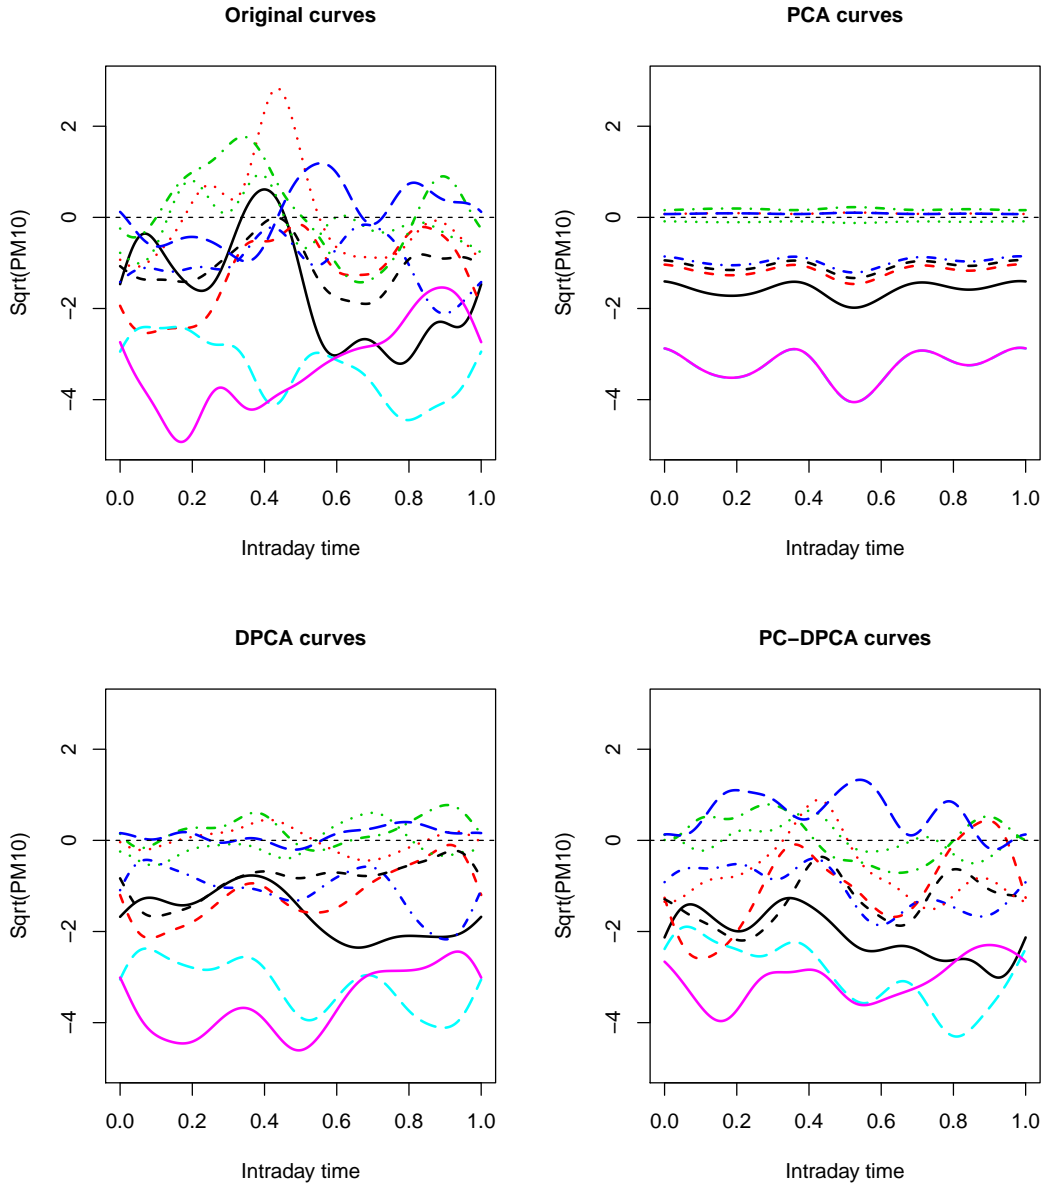 Original curves
PCA curves
Sqrt(PM10)
2
0
−2
−4
0.0 0.2 0.4 0.6 0.8 1.0
Intraday time
Sqrt(PM10)
2
0
−2
−4
0.0 0.2 0.4 0.6 0.8 1.0
Intraday time
DPCA curves
PC−DPCA curves
Sqrt(PM10)
2
0
−2
−4
0.0 0.2 0.4 0.6 0.8 1.0
Intraday time
Sqrt(PM10)
2
0
−2
−4
0.0 0.2 0.4 0.6 0.8 1.0
Intraday time